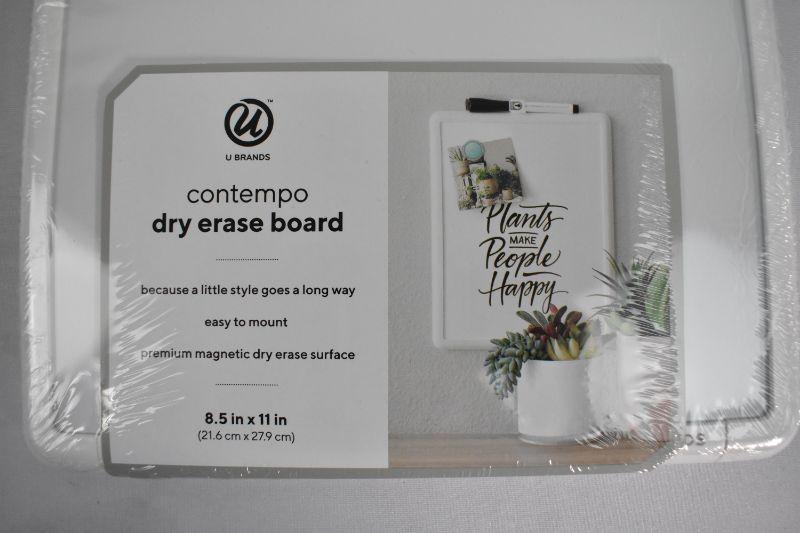 U
™
U BRANDS
contempo
dry erase board
because a little style goes a long way
easy to mount
premium magnetic dry erase surface
8.5 in x 11 in
(21.6 cm x 27.9 cm)
Plants
MAKE
People
Happy